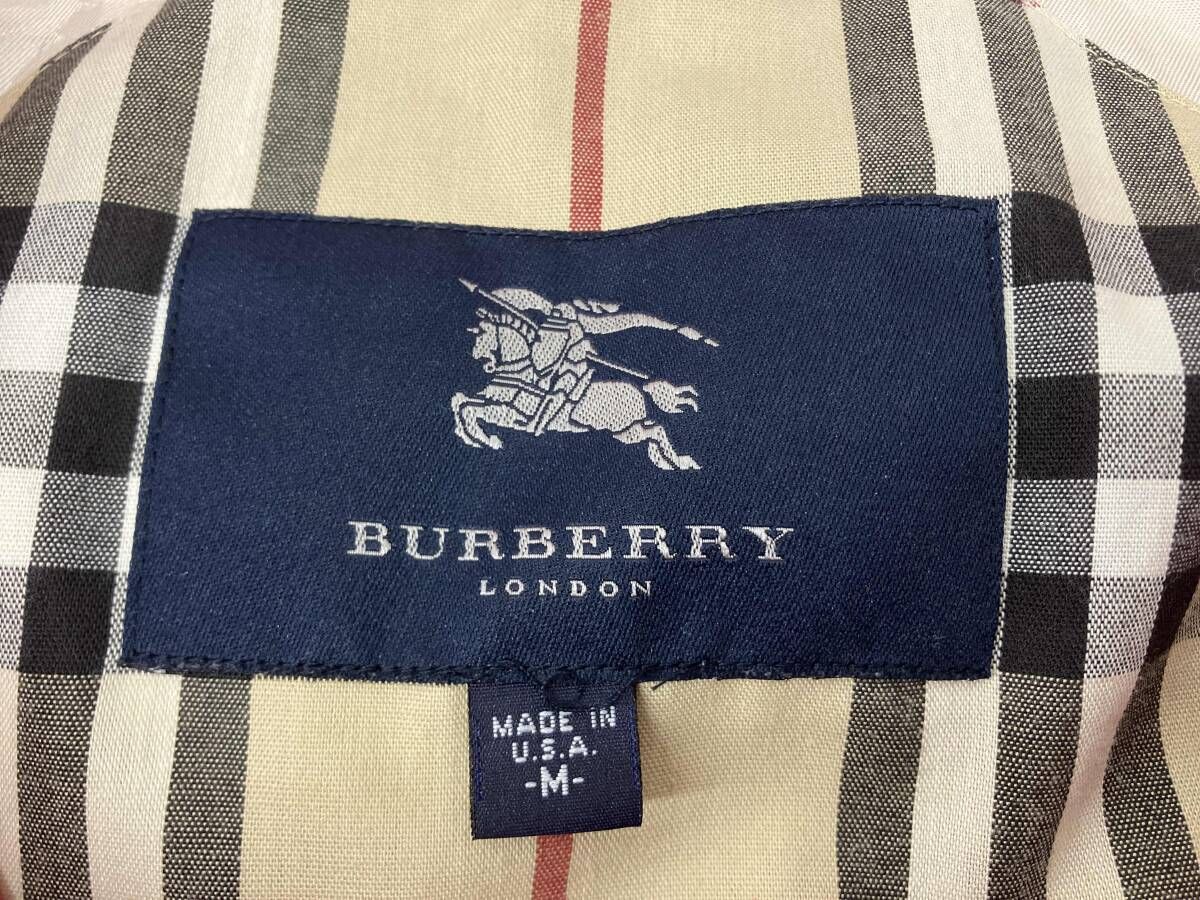 BURBERRY
LONDON
MADE IN
U.S.A.
-M-